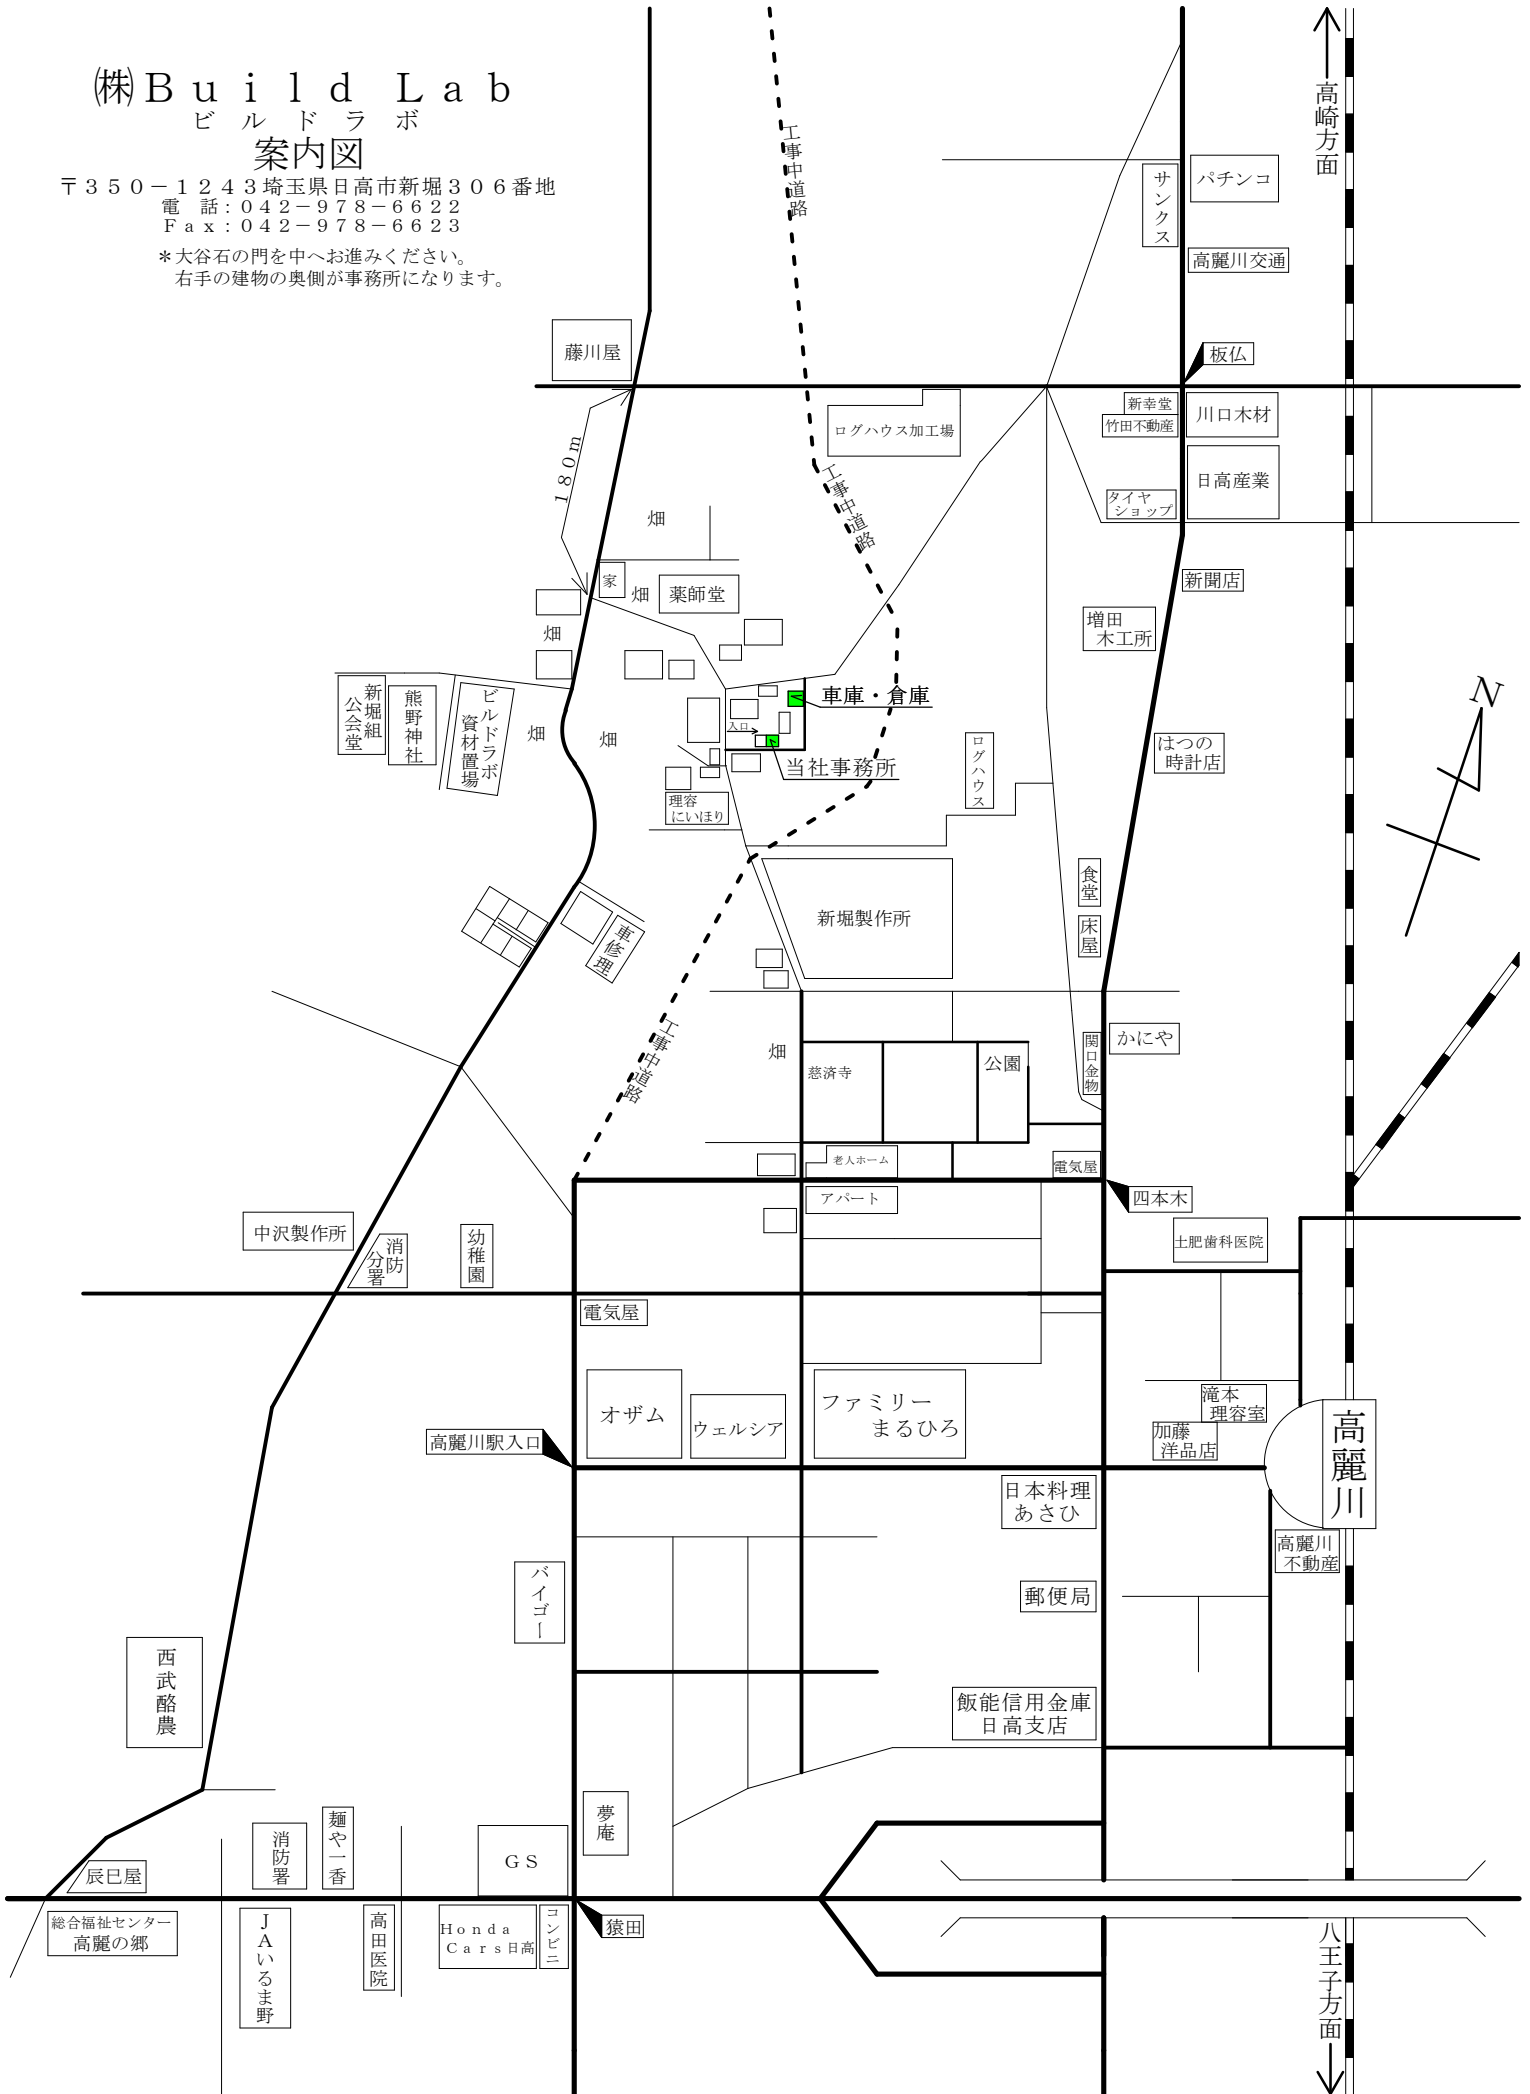 ㈱Ｂｕｉｌｄ Ｌａｂ
ビルドラボ
案内図
〒３５０－１２４３埼玉県日高市新堀３０６番地
電 話：０４２－９７８－６６２２
Ｆａｘ：０４２－９７８－６６２３
＊大谷石の門を中へお進みください。
右手の建物の奥側が事務所になります。
高崎方面
工事中道路
サンクス
パチンコ
高麗川交通
藤川屋
板仏
新幸堂
竹田不動産
川口木材
ログハウス加工場
１８０ｍ
日高産業
タイヤ
ショップ
工事中道路
畑
家
畑
薬師堂
新聞店
増田
木工所
畑
新堀組
公会堂
熊野神社
ビルドラボ
資材置場
畑
畑
車庫・倉庫
入口
当社事務所
Ｎ
はつの
時計店
ログハウス
理容
にいほり
食堂
新堀製作所
床屋
車修理
工事中道路
畑
慈済寺
公園
関口金物
かにや
老人ホーム
電気屋
アパート
四本木
中沢製作所
消防
分署
幼稚園
土肥歯科医院
電気屋
オザム
ウェルシア
ファミリー
まるひろ
滝本
理容室
加藤
洋品店
高麗川
高麗川駅入口
日本料理
あさひ
高麗川
不動産
バイゴー
郵便局
西武酪農
飯能信用金庫
日高支店
夢庵
麺や一香
消防署
ＧＳ
辰巳屋
総合福祉センター
高麗の郷
ＪＡいるま野
高田医院
Ｈｏｎｄａ
Ｃａｒｓ日高
コンビニ
猿田
八王子方面